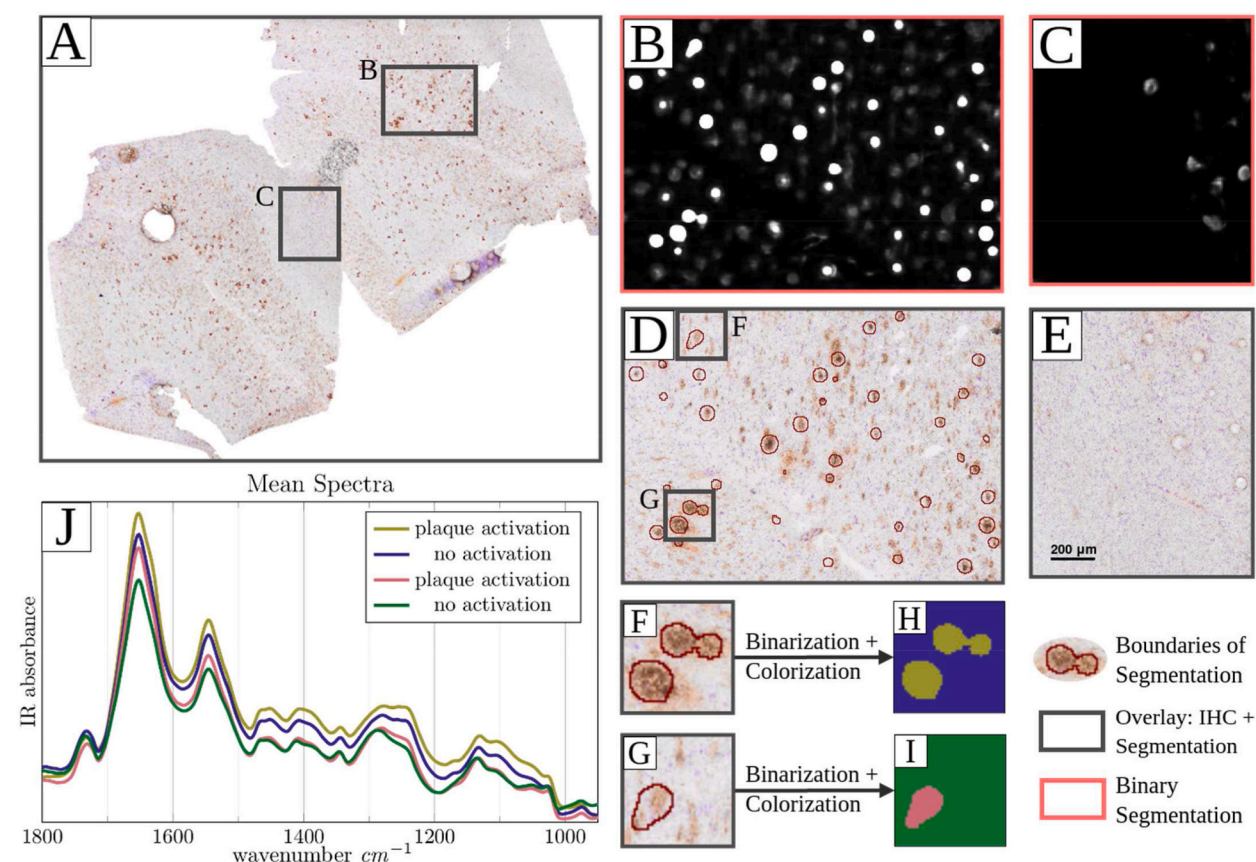 A
B
C
B
C
D
F
G
E
200 µm
Mean Spectra
J
plaque activation
no activation
plaque activation
no activation
IR absorbance
1800
1600
1400
1200
1000
wavenumber cm⁻¹
F
Binarization +
Colorization
H
G
Binarization +
Colorization
I
Boundaries of
Segmentation
Overlay: IHC +
Segmentation
Binary
Segmentation